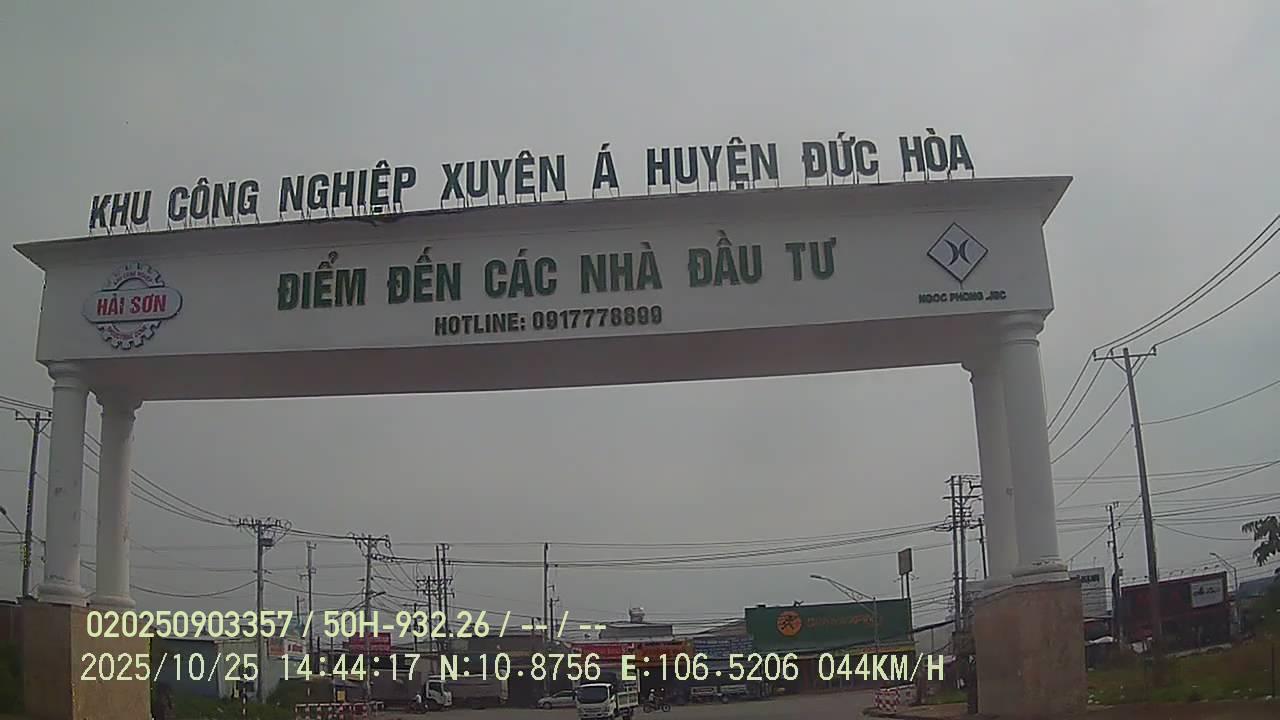 KHU CÔNG NGHIỆP XUYÊN Á HUYỆN ĐỨC HÒA
ĐIỂM ĐẾN CÁC NHÀ ĐẦU TƯ
HOTLINE: 0917778899
HẢI SƠN
NGOC PHONG .JSC
020250903357 / 50H-932.26 / -- / --
2025/10/25 14:44:17 N:10.8756 E:106.5206 044KM/H